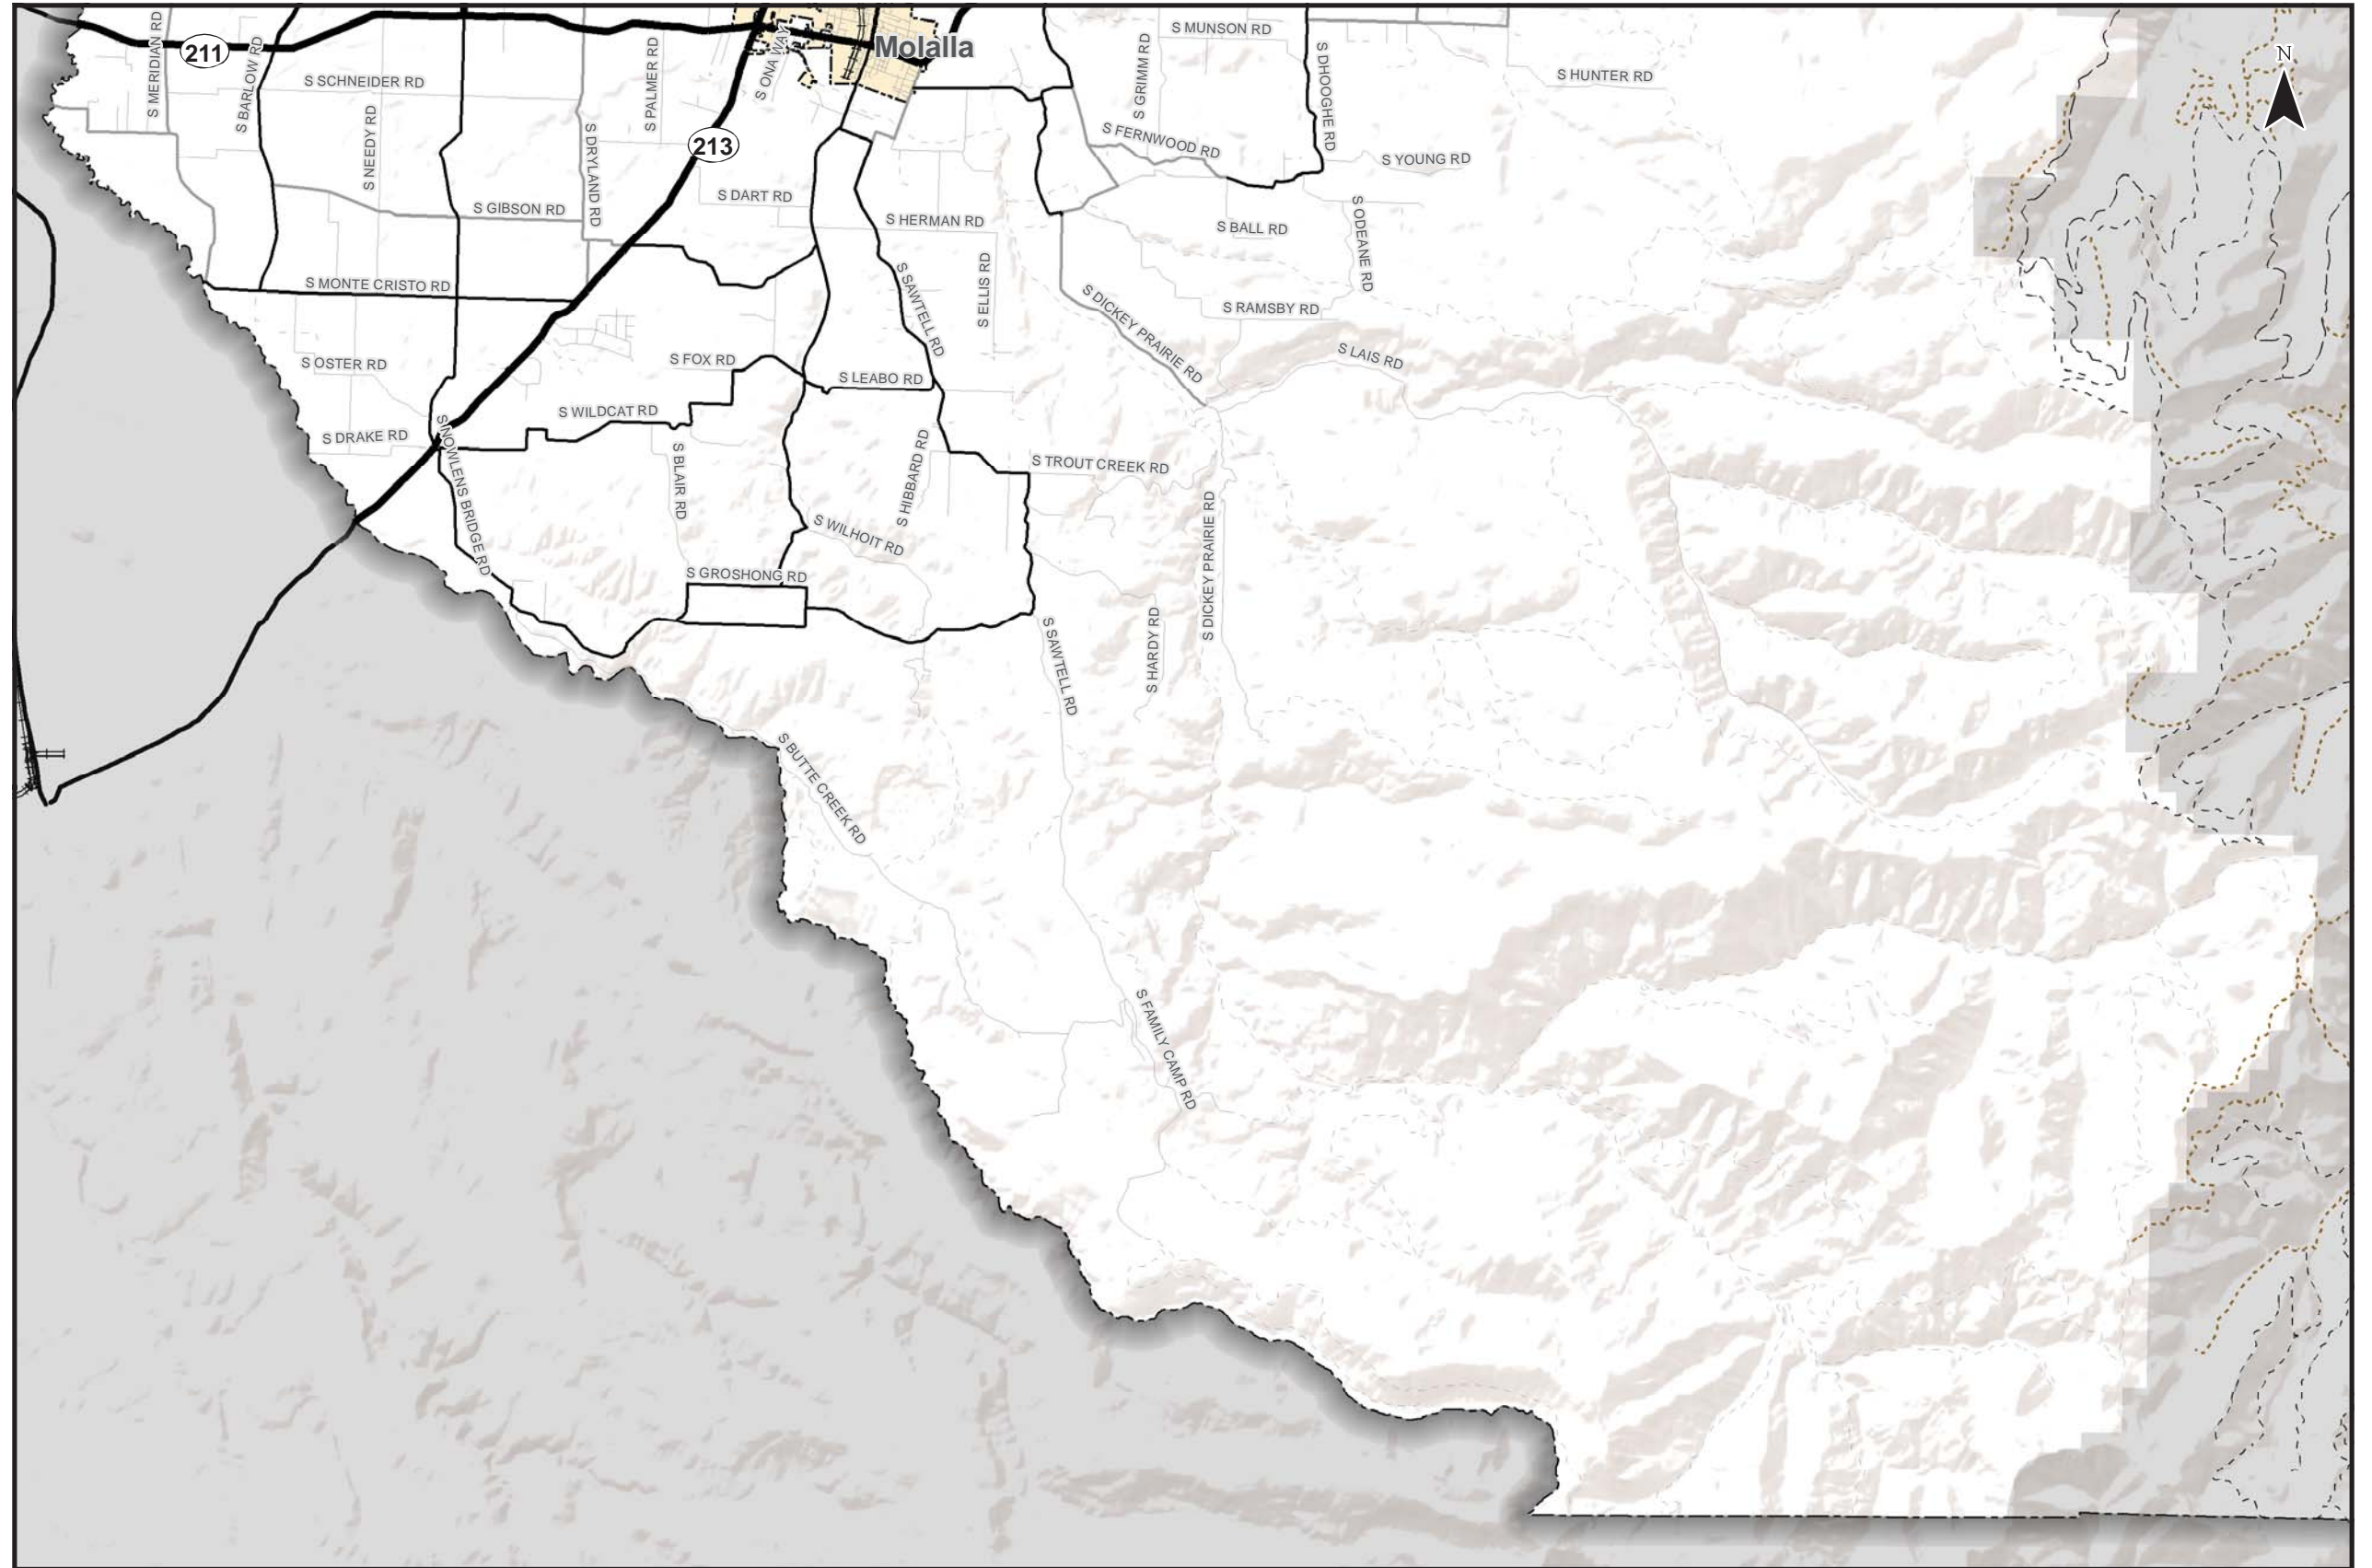 S MERIDIAN RD
211
S BARLOW RD
S SCHNEIDER RD
S NEEDY RD
S PALMER RD
S ONA WAY
Molalla
S MUNSON RD
S GRIMM RD
S DHOOGHE RD
S HUNTER RD
N
213
S DRYLAND RD
S FERNWOOD RD
S YOUNG RD
S GIBSON RD
S DART RD
S HERMAN RD
S BALL RD
S ODEANE RD
S MONTE CRISTO RD
S SAWTELL RD
S ELLIS RD
S DICKEY PRAIRIE RD
S RAMSBY RD
S OSTER RD
S FOX RD
S LEABO RD
S LAIS RD
S WILDCAT RD
S DRAKE RD
S NOWLENS BRIDGE RD
S BLAIR RD
S HIBBARD RD
S TROUT CREEK RD
S WILHOIT RD
S DICKEY PRAIRIE RD
S GROSHONG RD
S SAWTELL RD
S HARDY RD
S BUTTE CREEK RD
S FAMILY CAMP RD